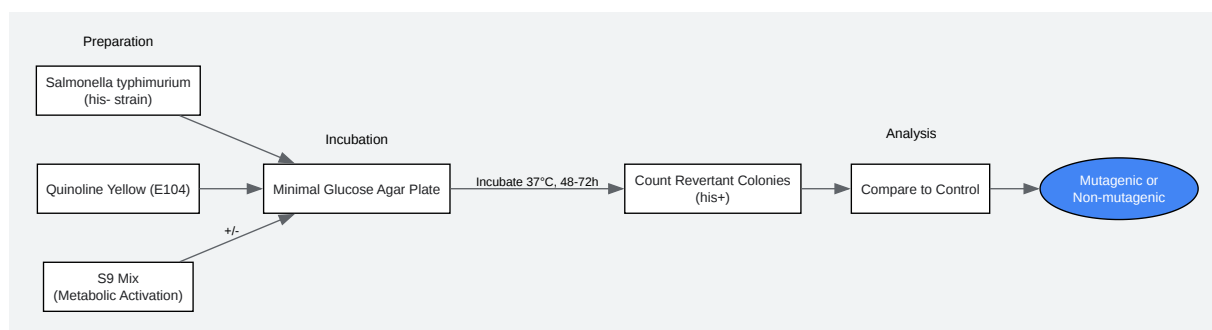 Preparation
Salmonella typhimurium
(his- strain)
Quinoline Yellow (E104)
+/-
S9 Mix
(Metabolic Activation)
Incubation
Minimal Glucose Agar Plate
Incubate 37°C, 48-72h
Count Revertant Colonies
(his+)
Analysis
Compare to Control
Mutagenic or
Non-mutagenic